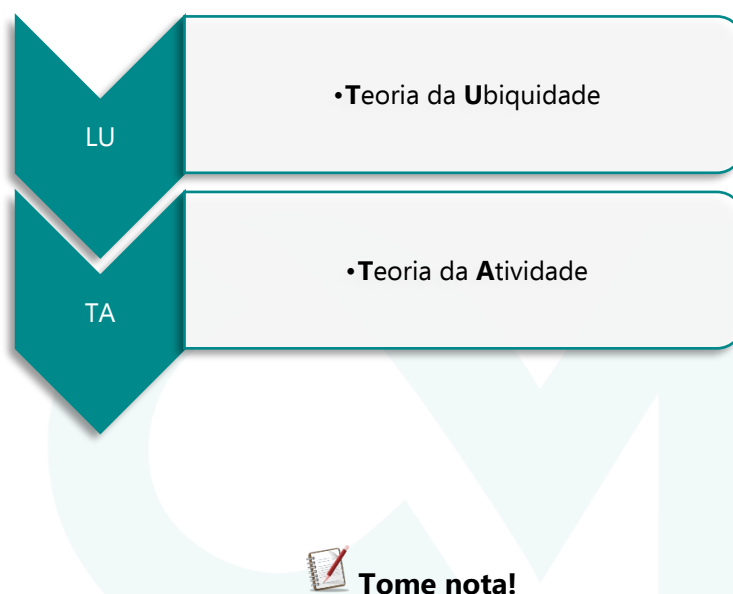 LU
•Teoria da Ubiquidade
TA
•Teoria da Atividade
Tome nota!